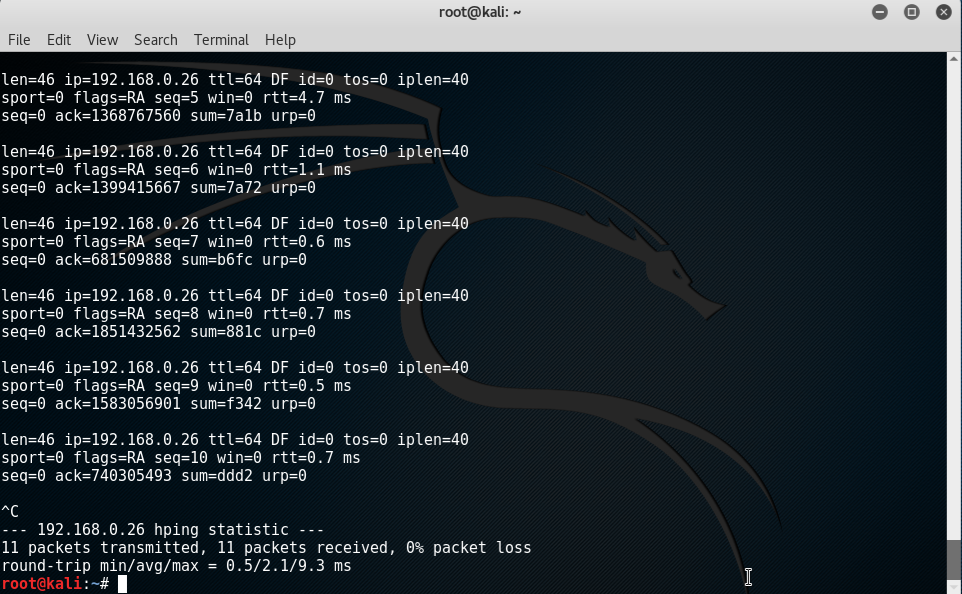 root@kali: ~
File Edit View Search Terminal Help
len=46 ip=192.168.0.26 ttl=64 DF id=0 tos=0 iplen=40
sport=0 flags=RA seq=5 win=0 rtt=4.7 ms
seq=0 ack=1368767560 sum=7a1b urp=0
len=46 ip=192.168.0.26 ttl=64 DF id=0 tos=0 iplen=40
sport=0 flags=RA seq=6 win=0 rtt=1.1 ms
seq=0 ack=1399415667 sum=7a72 urp=0
len=46 ip=192.168.0.26 ttl=64 DF id=0 tos=0 iplen=40
sport=0 flags=RA seq=7 win=0 rtt=0.6 ms
seq=0 ack=681509888 sum=b6fc urp=0
len=46 ip=192.168.0.26 ttl=64 DF id=0 tos=0 iplen=40
sport=0 flags=RA seq=8 win=0 rtt=0.7 ms
seq=0 ack=1851432562 sum=881c urp=0
len=46 ip=192.168.0.26 ttl=64 DF id=0 tos=0 iplen=40
sport=0 flags=RA seq=9 win=0 rtt=0.5 ms
seq=0 ack=1583056901 sum=f342 urp=0
len=46 ip=192.168.0.26 ttl=64 DF id=0 tos=0 iplen=40
sport=0 flags=RA seq=10 win=0 rtt=0.7 ms
seq=0 ack=740305493 sum=ddd2 urp=0
^C
--- 192.168.0.26 hping statistic ---
11 packets transmitted, 11 packets received, 0% packet loss
round-trip min/avg/max = 0.5/2.1/9.3 ms
root@kali:~#